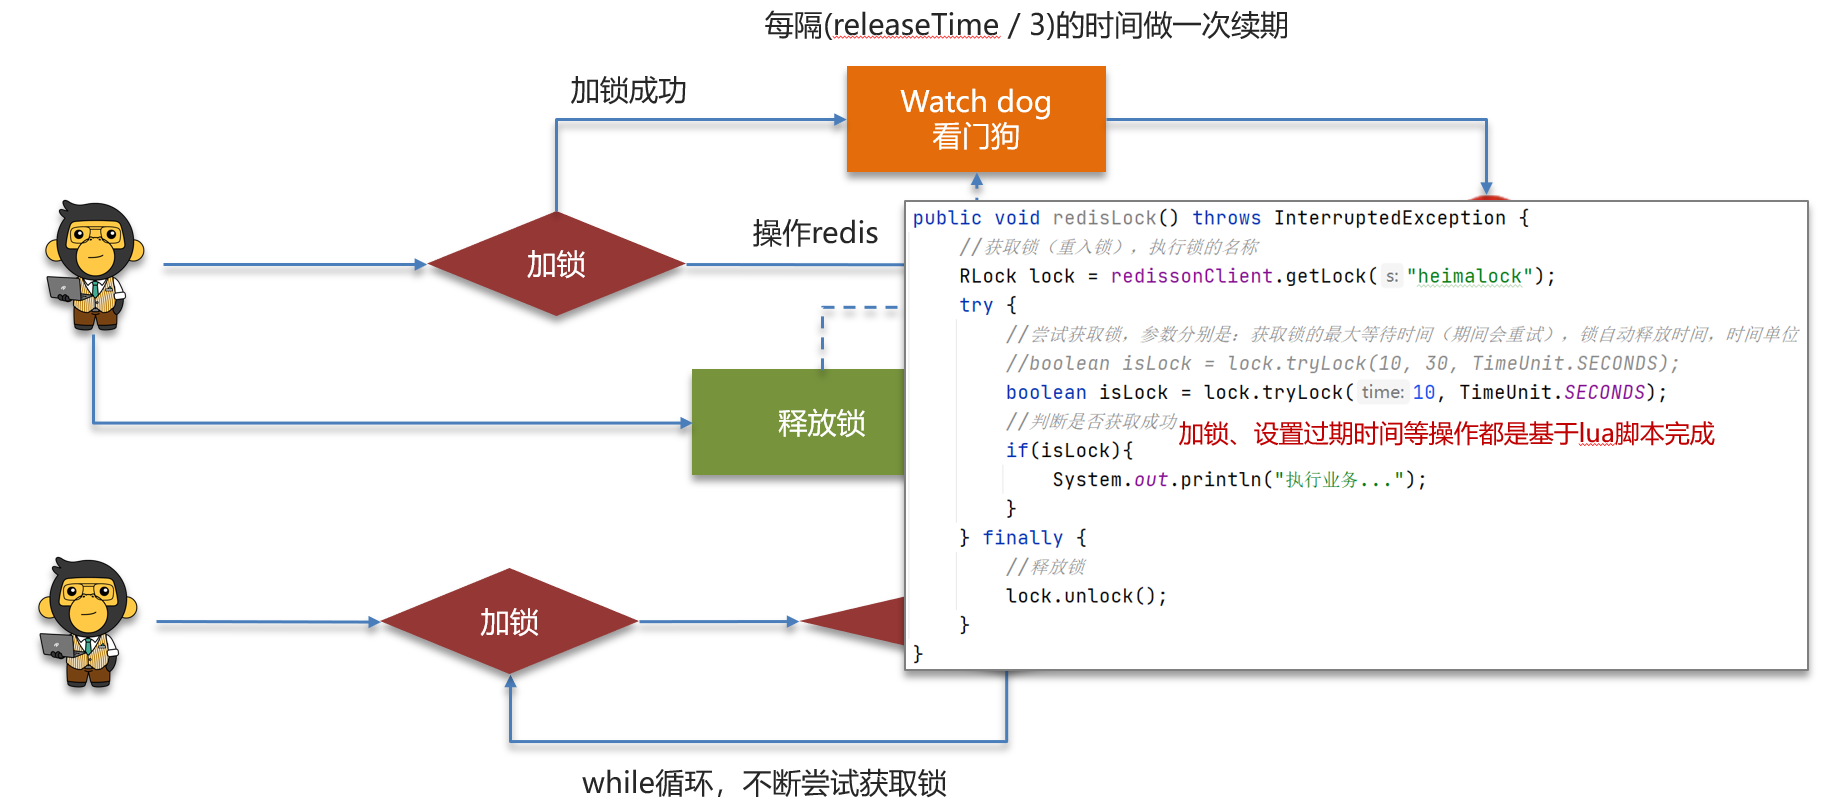 每隔(releaseTime / 3)的时间做一次续期
加锁成功
Watch dog
看门狗
加锁
操作redis
释放锁
public void redisLock() throws InterruptedException {
//获取锁（重入锁），执行锁的名称
RLock lock = redissonClient.getLock( s: "heimalock");
try {
//尝试获取锁，参数分别是：获取锁的最大等待时间（期间会重试），锁自动释放时间，时间单位
//boolean isLock = lock.tryLock(10, 30, TimeUnit.SECONDS);
boolean isLock = lock.tryLock( time: 10, TimeUnit.SECONDS);
//判断是否获取成功
加锁、设置过期时间等操作都是基于lua脚本完成
if(isLock){
System.out.println("执行业务...");
}
} finally {
//释放锁
lock.unlock();
}
}
加锁
while循环，不断尝试获取锁